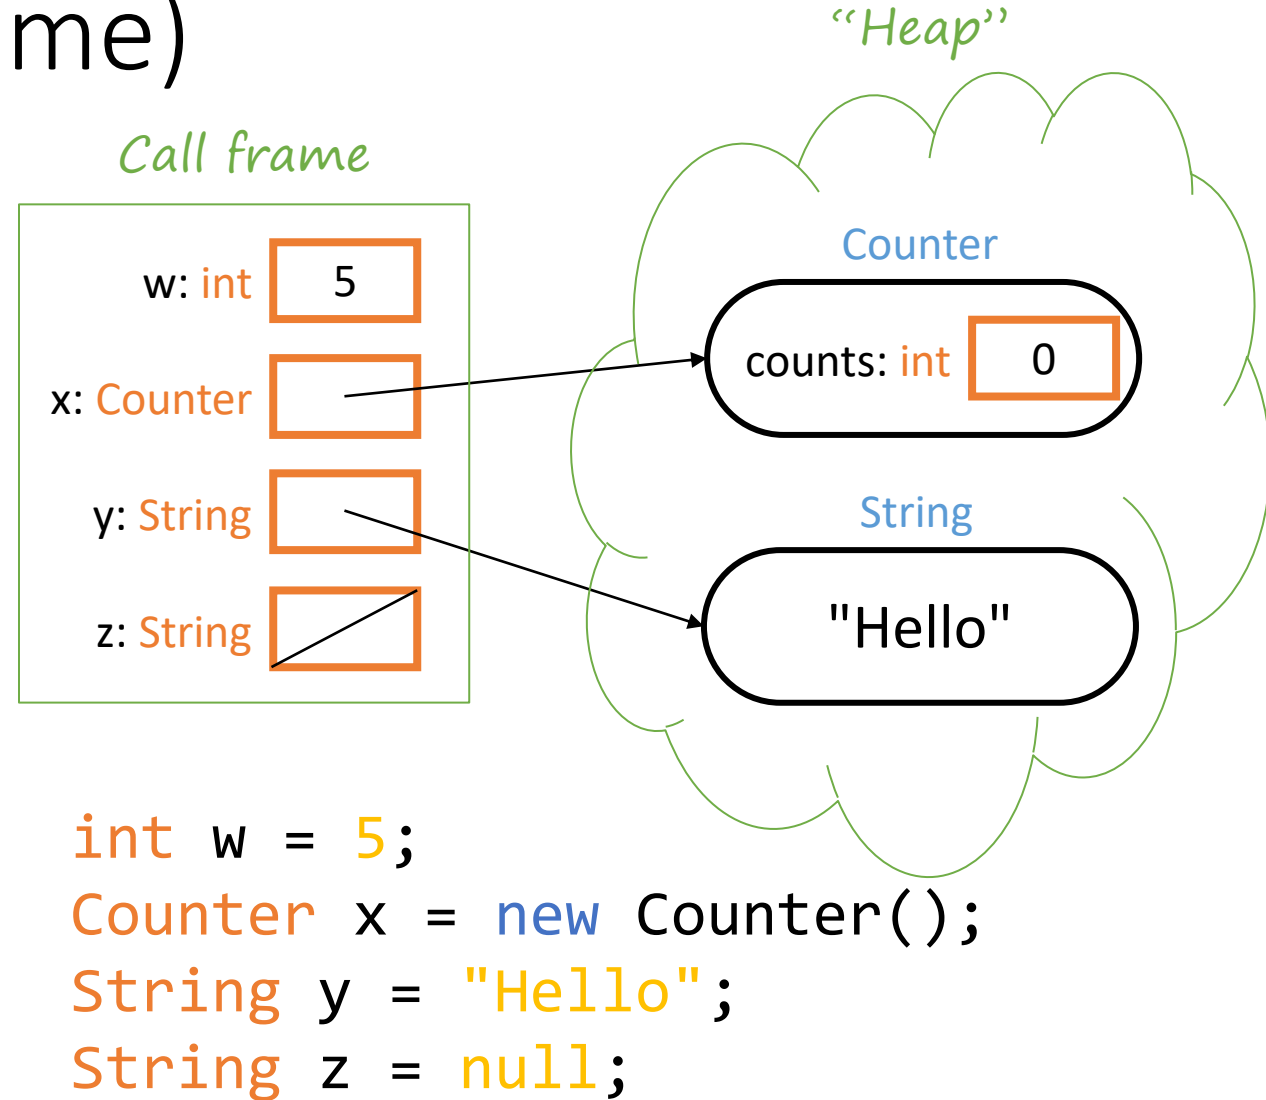 me)
“Heap”
Call frame
w: int 5
x: Counter
y: String
z: String
Counter
counts: int 0
String
"Hello"
int w = 5;
Counter x = new Counter();
String y = "Hello";
String z = null;